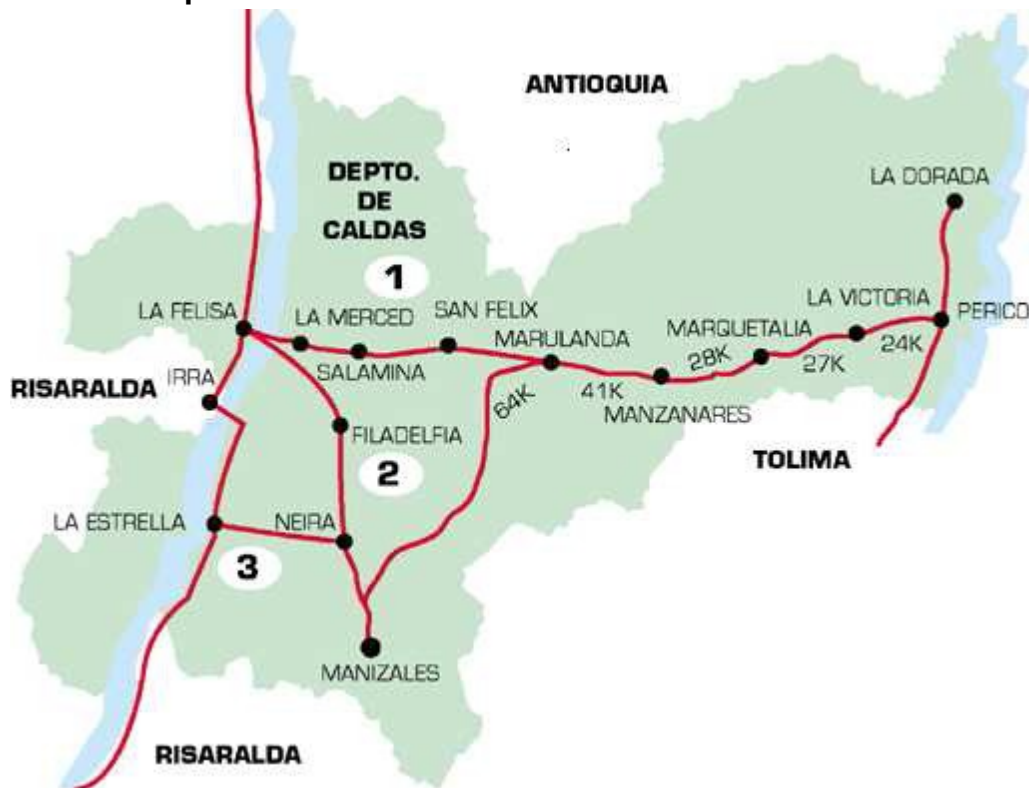 ANTIOQUIA
DEPTO.
DE
CALDAS
LA DORADA
1
LA FELISA
LA MERCED
SAN FELIX
LA VICTORIA
PERICO
MARULANDA
MARQUETALIA
SALAMINA
28K
27K
24K
RISARALDA
IRRA
64K
41K
MANZANARES
FILADELFIA
TOLIMA
2
LA ESTRELLA
NEIRA
3
MANIZALES
RISARALDA